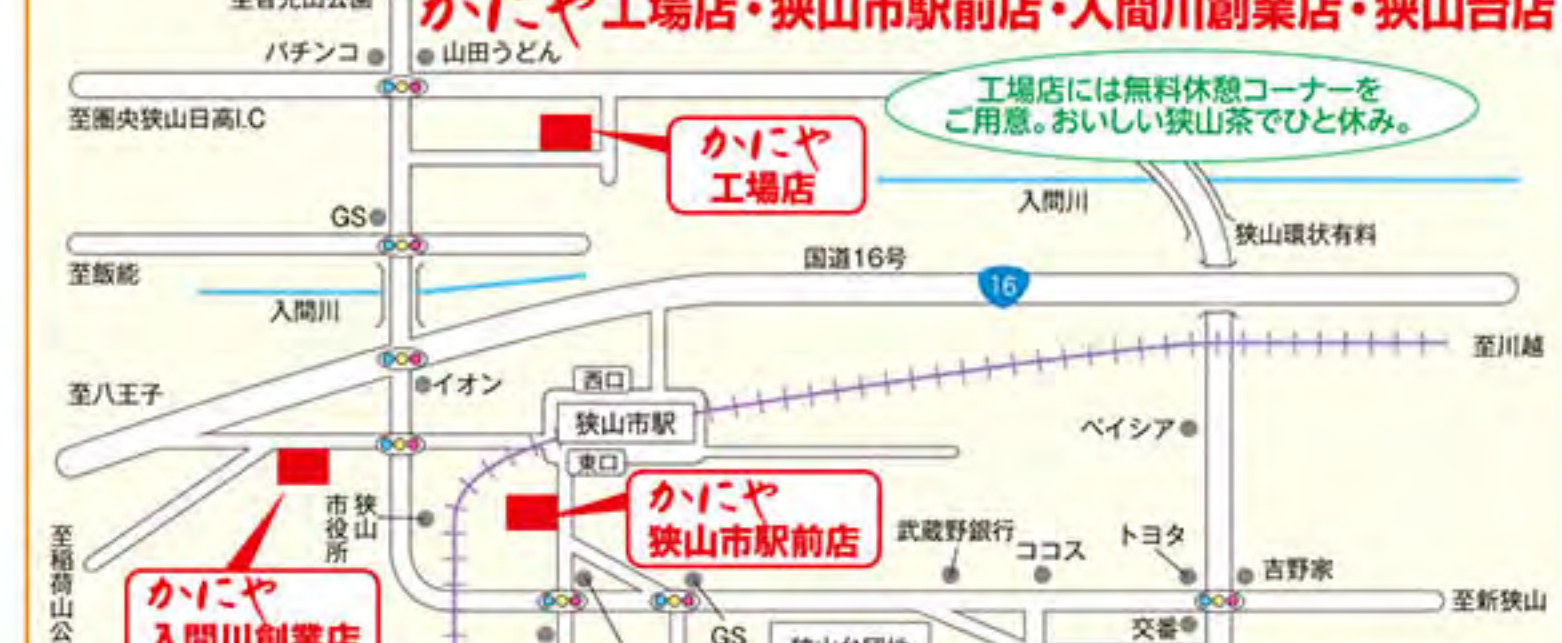 かにや 工場店・狭山市駅前店・入間川創業店・狭山台店
パチンコ
山田うどん
至圏央狭山日高I.C
工場店には無料休憩コーナーを
ご用意。おいしい狭山茶でひと休み。
かにや
工場店
入間川
GS
狭山環状有料
至飯能
国道16号
16
入間川
至川越
至八王子
イオン
西口
狭山市駅
東口
ベイシア
かにや
狭山市駅前店
狭山
市役所
武蔵野銀行
ココス
トヨタ
吉野家
至稲荷山公
かにや
入間川創業店
至新狭山
交番
GS